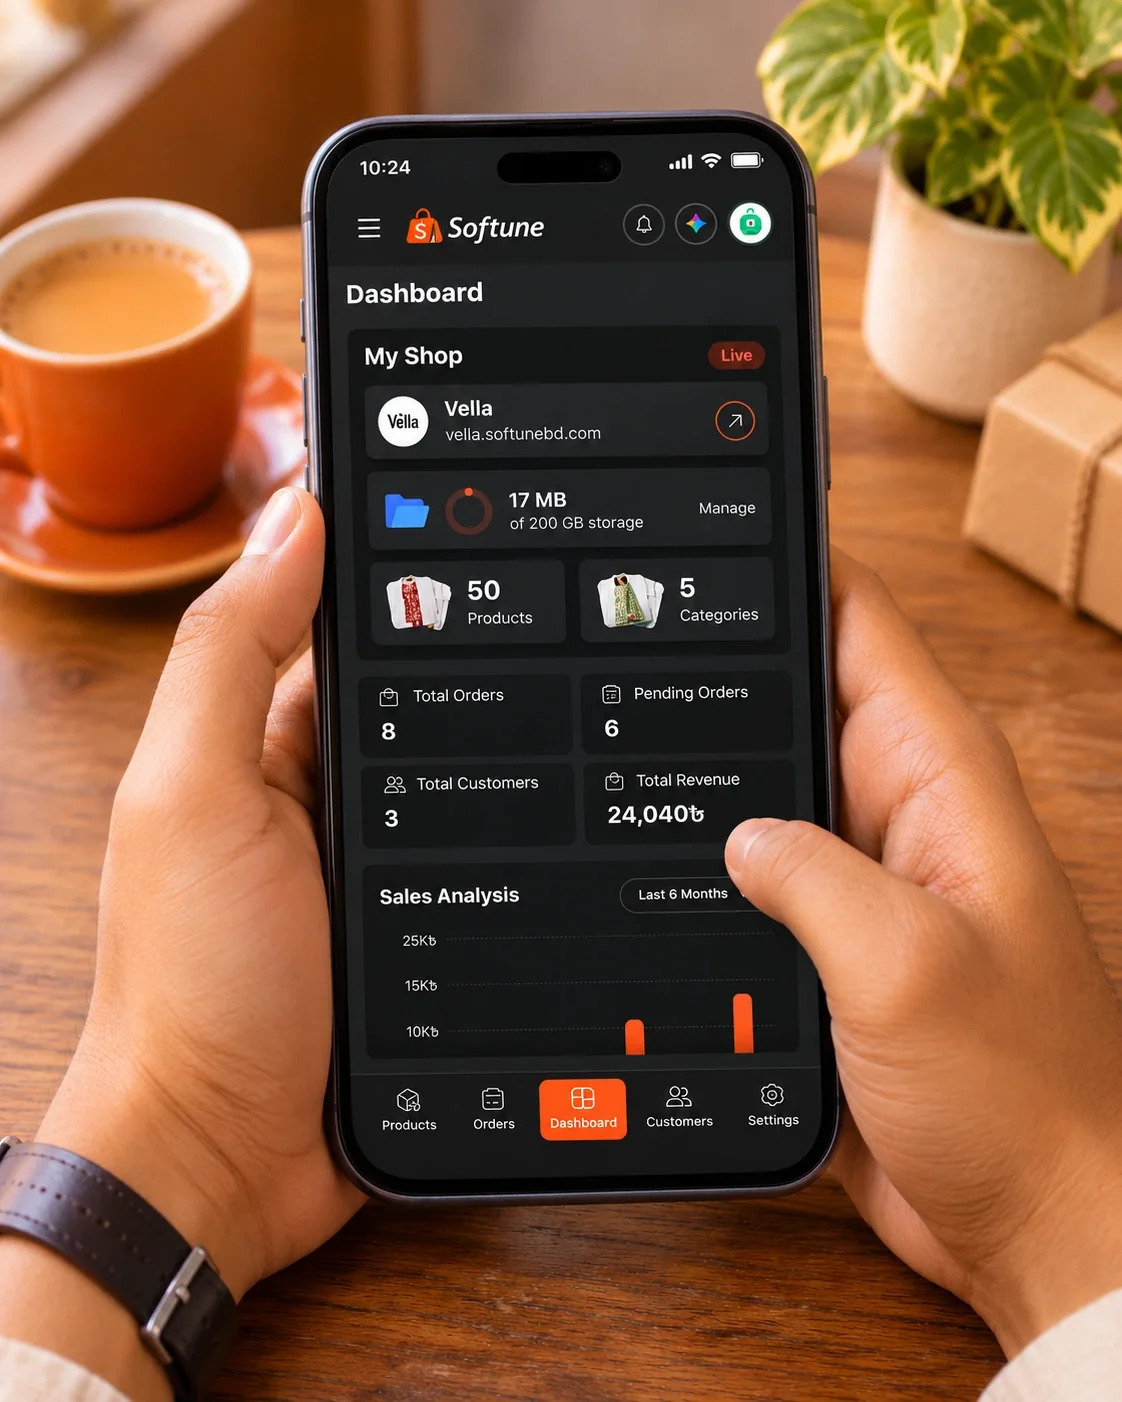 10:24
Softune
Dashboard
My Shop
Live
Vella
Vella
vella.softunebd.com
17 MB
of 200 GB storage
Manage
50
Products
5
Categories
Total Orders
8
Pending Orders
6
Total Customers
3
Total Revenue
24,040৳
Sales Analysis
Last 6 Months
25K৳
15K৳
10K৳
Products
Orders
Dashboard
Customers
Settings